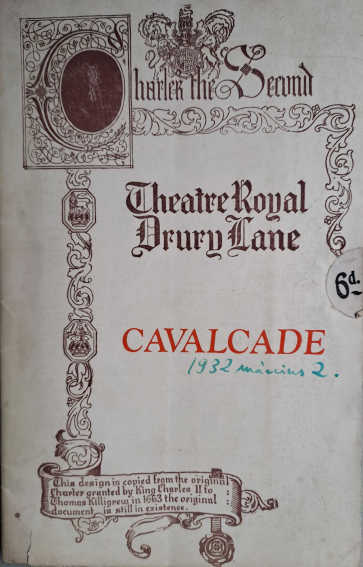 Charles the Second
Theatre Royal
Drury Lane
6d.
CAVALCADE
1932 március 2.
This design is copied from the original
Charter granted by King Charles II to
Thomas Killigrew in 1663 the original
document is still in existence.